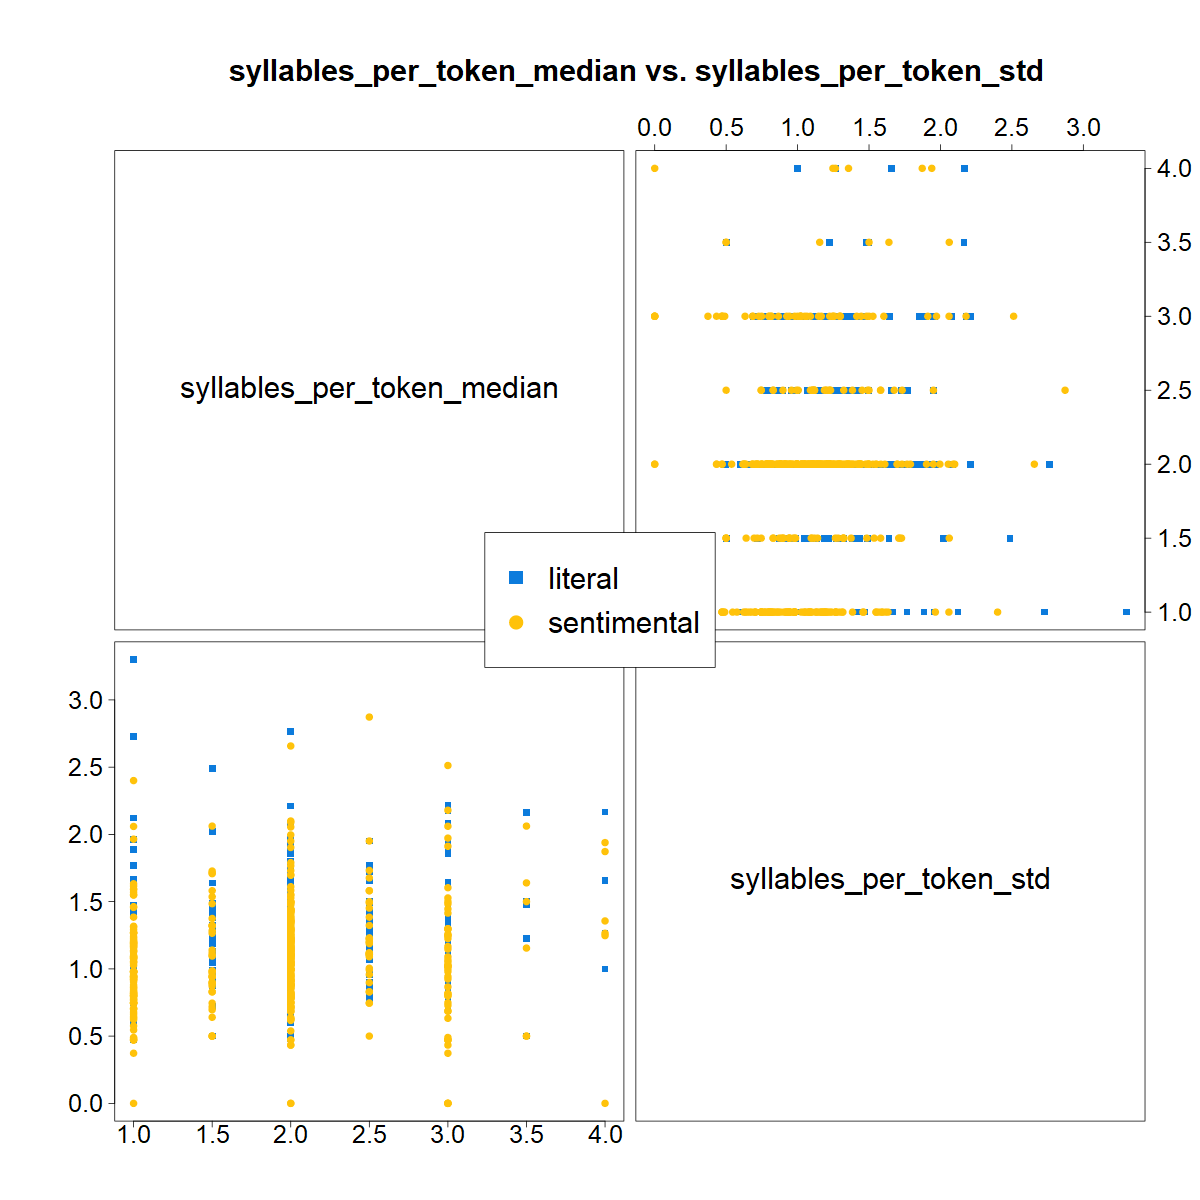 syllables_per_token_median vs. syllables_per_token_std
0.0 0.5 1.0 1.5 2.0 2.5 3.0
4.0
3.5
3.0
syllables_per_token_median
2.5
2.0
1.5
1.0
literal
sentimental
3.0
2.5
2.0
syllables_per_token_std
1.5
1.0
0.5
0.0
1.0 1.5 2.0 2.5 3.0 3.5 4.0